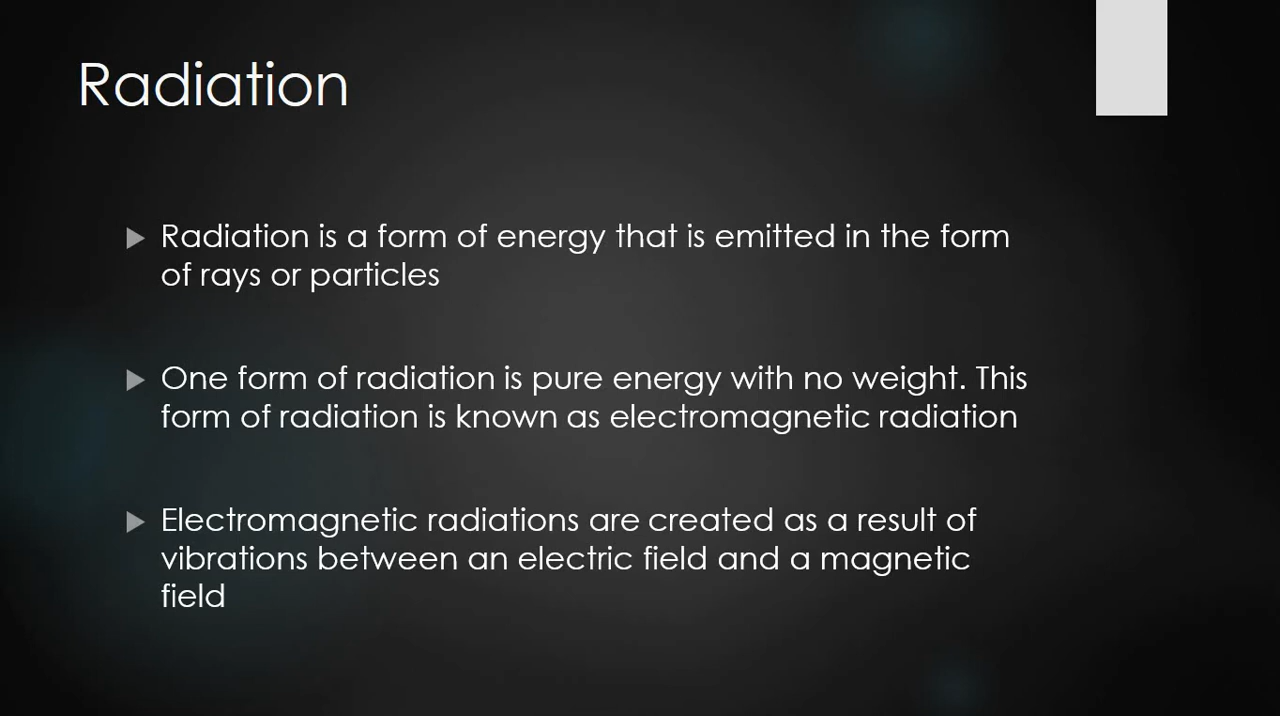 Radiation
Radiation is a form of energy that is emitted in the form
of rays or particles
One form of radiation is pure energy with no weight. This
form of radiation is known as electromagnetic radiation
Electromagnetic radiations are created as a result of
vibrations between an electric field and a magnetic
field